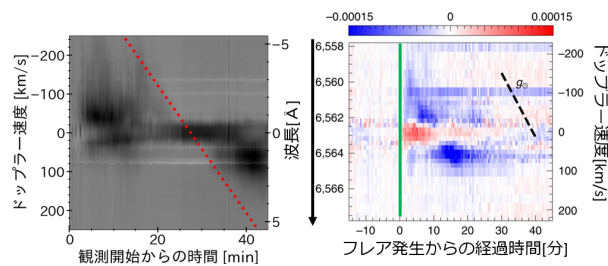 −0.00015 0 0.00015
ドップラー速度 [km/s]
-200
-100
0
100
200
0 20 40
観測開始からの時間 [min]
−5
0
5
波長[Å]
6,558
6,560
6,562
6,564
6,566
g⊙
-200
-100
0
100
200
ドップラー速度[km/s]
−10 0 10 20 30 40
フレア発生からの経過時間[分]